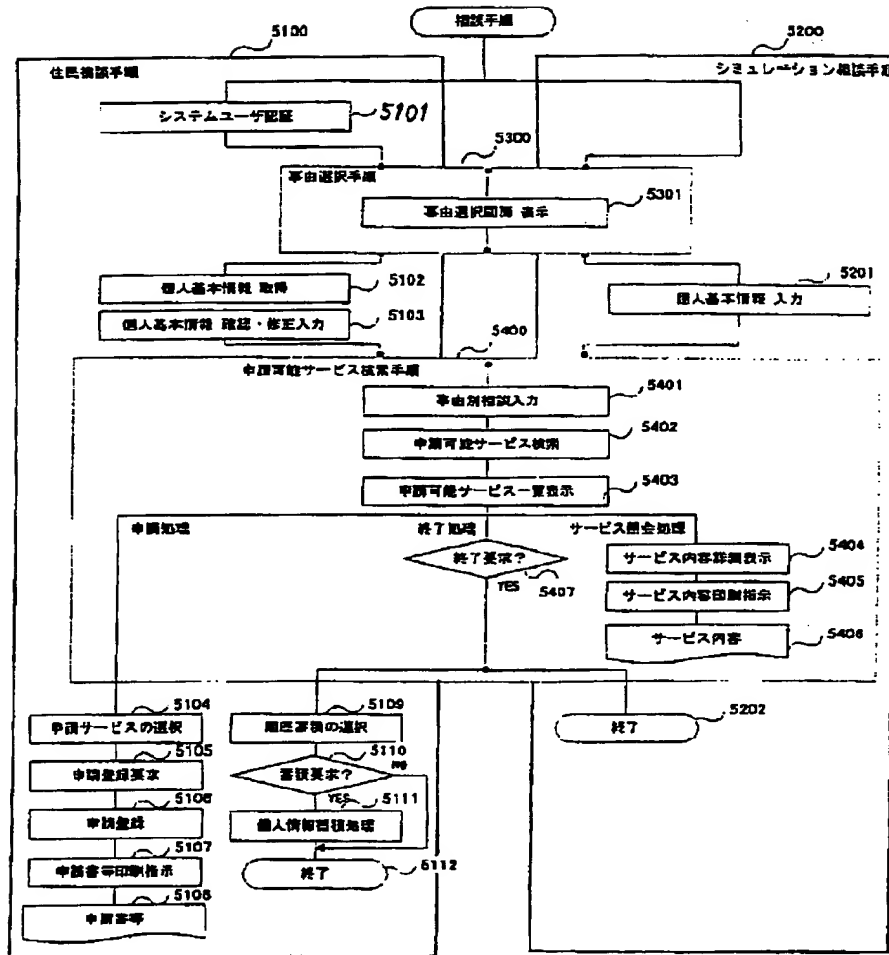 相談手順
5100
5200
住民相談手順
シミュレーション相談手順
システムユーザ認証
5101
5300
事由選択手順
事由選択画面 表示
5301
個人基本情報 取得
5102
個人基本情報 確認・修正入力
5103
5201
個人基本情報 入力
5400
申請可能サービス検索手順
事由別相談入力
5401
申請可能サービス検索
5402
申請可能サービス一覧表示
5403
申請処理
終了処理
サービス照会処理
終了要求?
YES
5407
サービス内容詳細表示
5404
サービス内容印刷指示
5405
サービス内容
5406
5104
申請サービスの選択
5105
申請登録要求
5106
申請登録
5107
申請書等印刷指示
5108
申請書等
5109
履歴蓄積の選択
5110
蓄積要求?
NO
YES
5111
個人情報蓄積処理
終了
5112
終了
5202